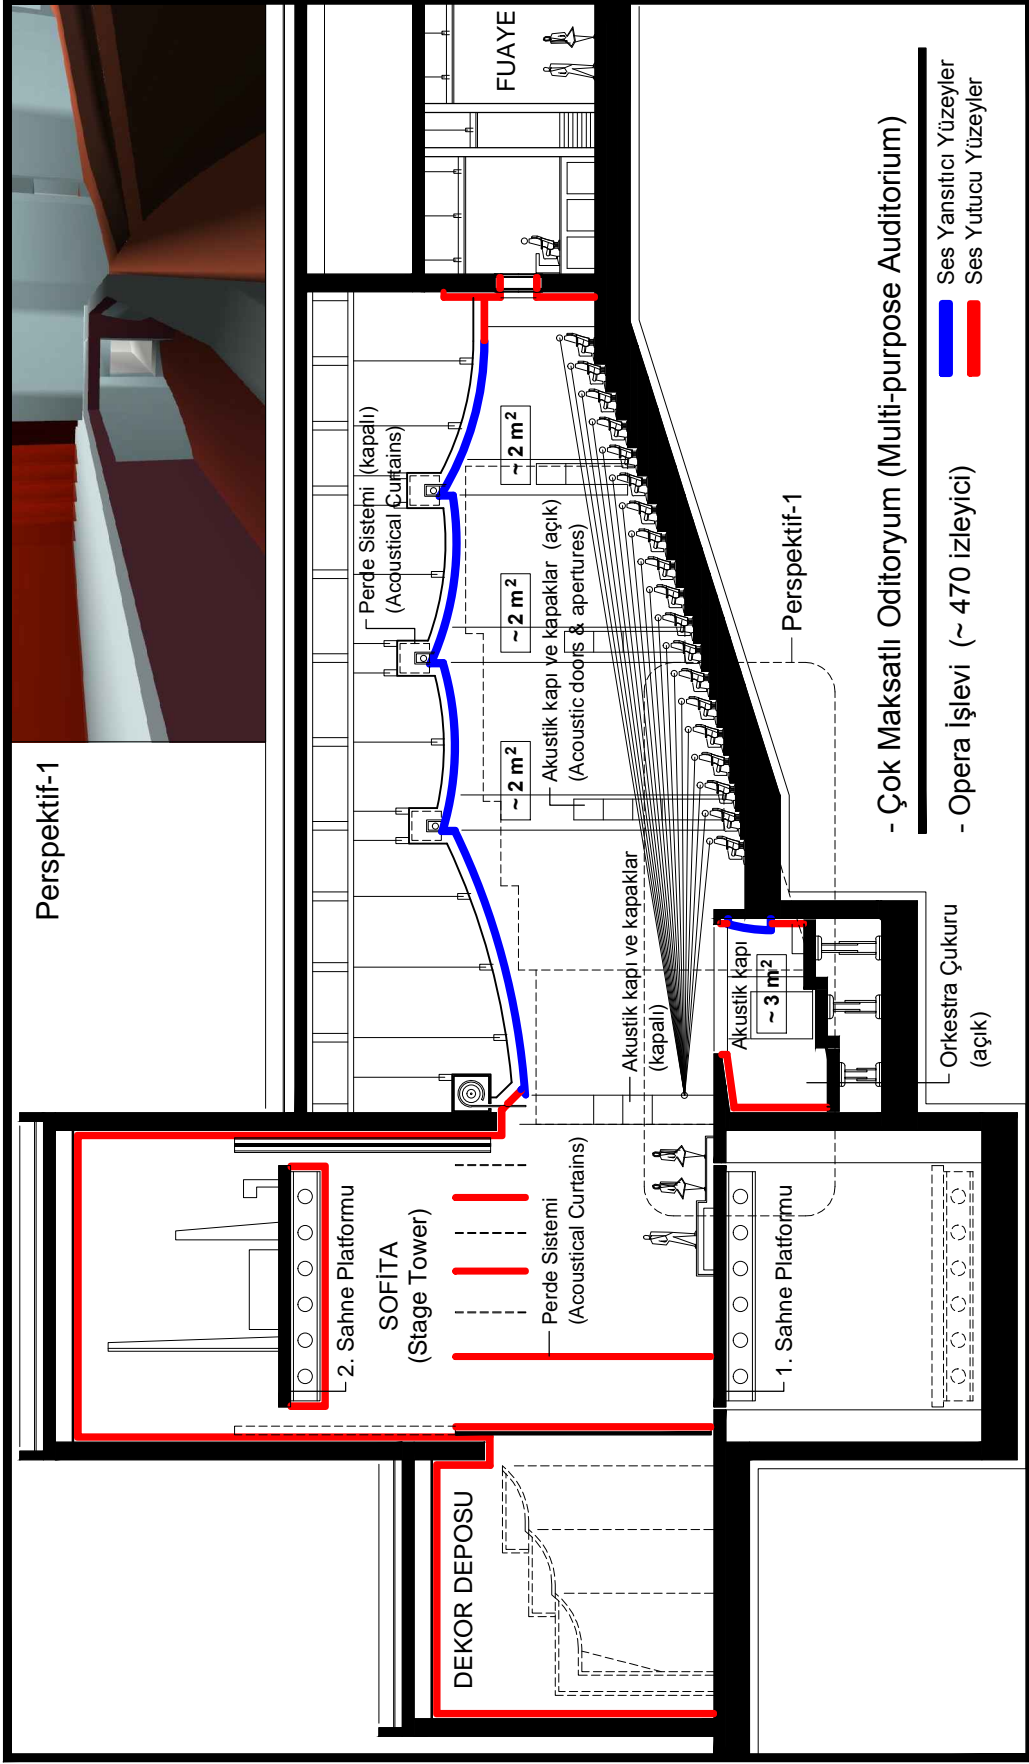 Perspektif-1
FUAYE
Perde Sistemi (kapalı)
(Acoustical Curtains)
~ 2 m²
~ 2 m²
~ 2 m²
Akustik kapı ve kapaklar (açık)
(Acoustic doors & apertures)
2. Sahne Platformu
SOFİTA
(Stage Tower)
Perde Sistemi
(Acoustical Curtains)
DEKOR DEPOSU
Akustik kapı ve kapaklar
(kapalı)
Akustik kapı
~ 3 m²
1. Sahne Platformu
Orkestra Çukuru
(açık)
Perspektif-1
- Çok Maksatlı Oditoryum (Multi-purpose Auditorium)
- Opera İşlevi (~ 470 izleyici)
Ses Yansıtıcı Yüzeyler
Ses Yutucu Yüzeyler